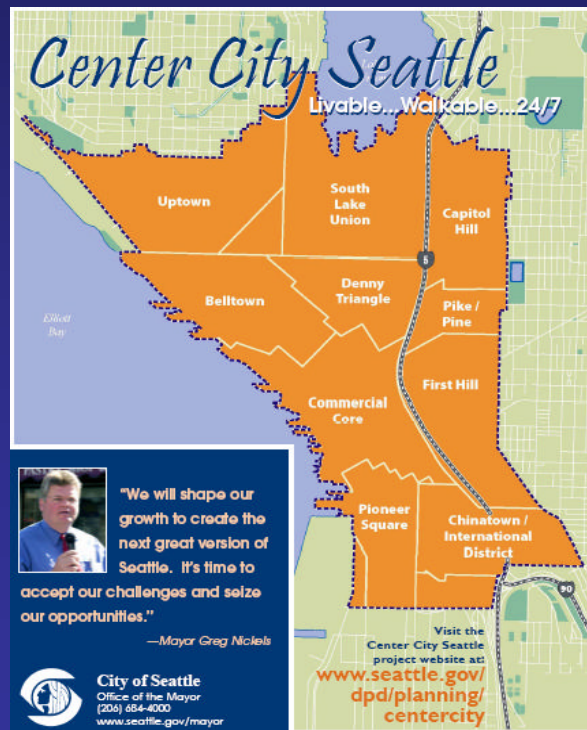 Center City Seattle
Livable...Walkable...24/7
Uptown
South
Lake
Union
Capitol
Hill
5
Belltown
Denny
Triangle
Pike /
Pine
Elliott
Bay
First Hill
Commercial
Core
Pioneer
Square
Chinatown /
International
District
90
"We will shape our
growth to create the
next great version of
Seattle. It's time to
accept our challenges and seize
our opportunities."
—Mayor Greg Nickels
City of Seattle
Office of the Mayor
(206) 684-4000
www.seattle.gov/mayor
Visit the
Center City Seattle
project website at:
www.seattle.gov/
dpd/planning/
centercity